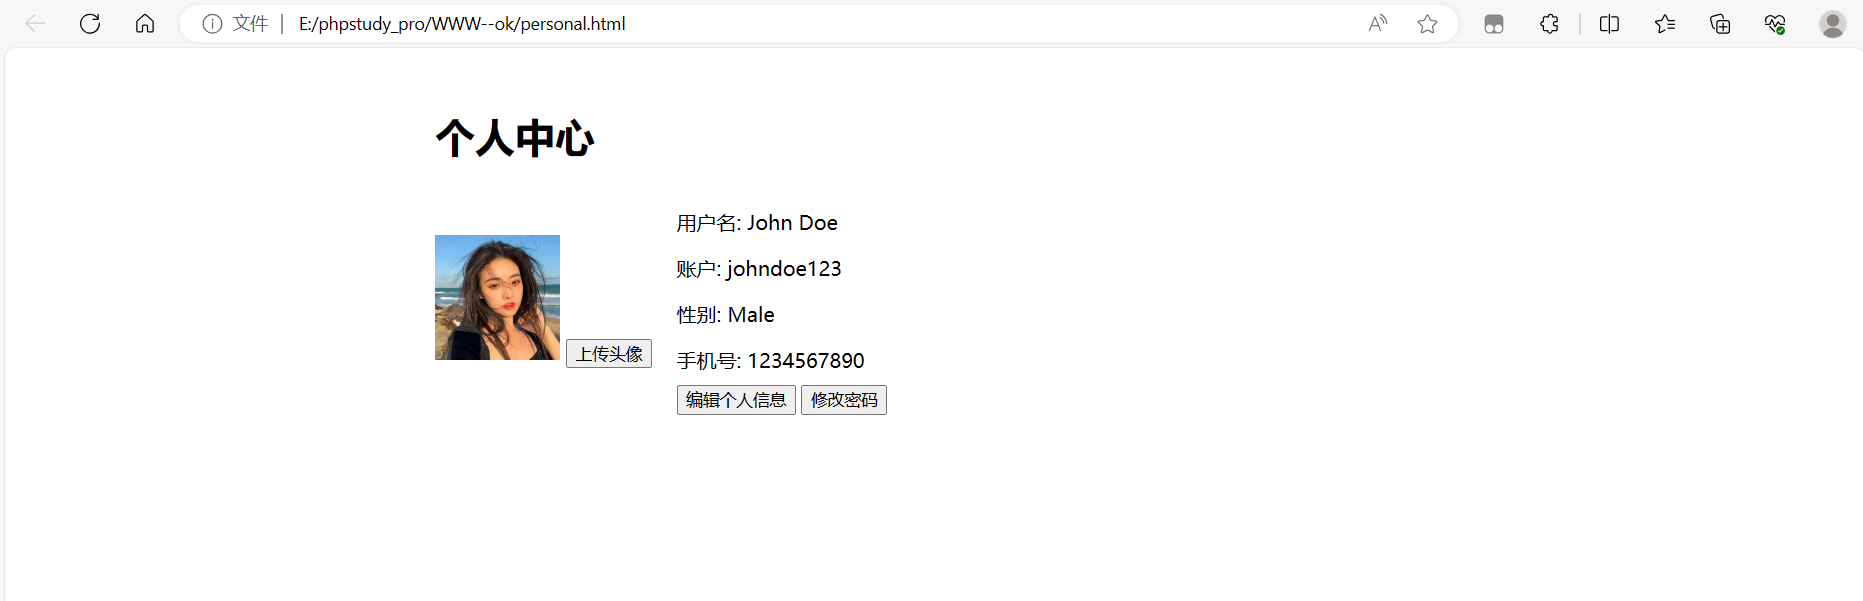 文件 E:/phpstudy_pro/WWW--ok/personal.html
个人中心
用户名: John Doe
账户: johndoe123
性别: Male
手机号: 1234567890
上传头像
编辑个人信息 修改密码